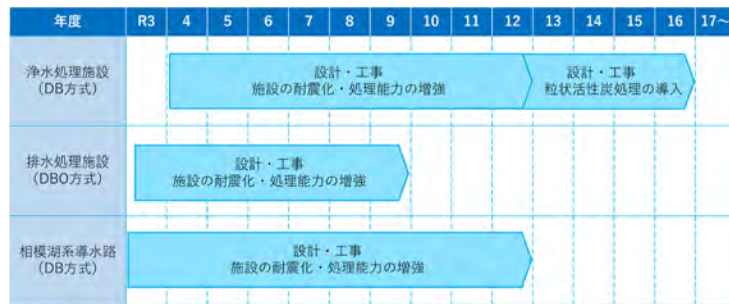 年度 R3 4 5 6 7 8 9 10 11 12 13 14 15 16 17～
浄水処理施設
（DB方式）
設計・工事
施設の耐震化・処理能力の増強
設計・工事
粒状活性炭処理の導入
排水処理施設
（DBO方式）
設計・工事
施設の耐震化・処理能力の増強
相模湖系導水路
（DB方式）
設計・工事
施設の耐震化・処理能力の増強